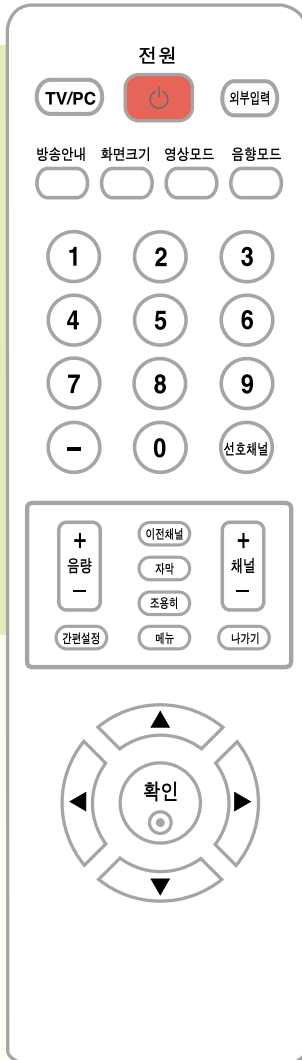 전원
TV/PC
외부입력
방송안내 화면크기 영상모드 음향모드
1 2 3
4 5 6
7 8 9
– 0 선호채널
+ 이전채널 +
음량 자막 채널
– 조용히 –
간편설정 메뉴 나가기
확인